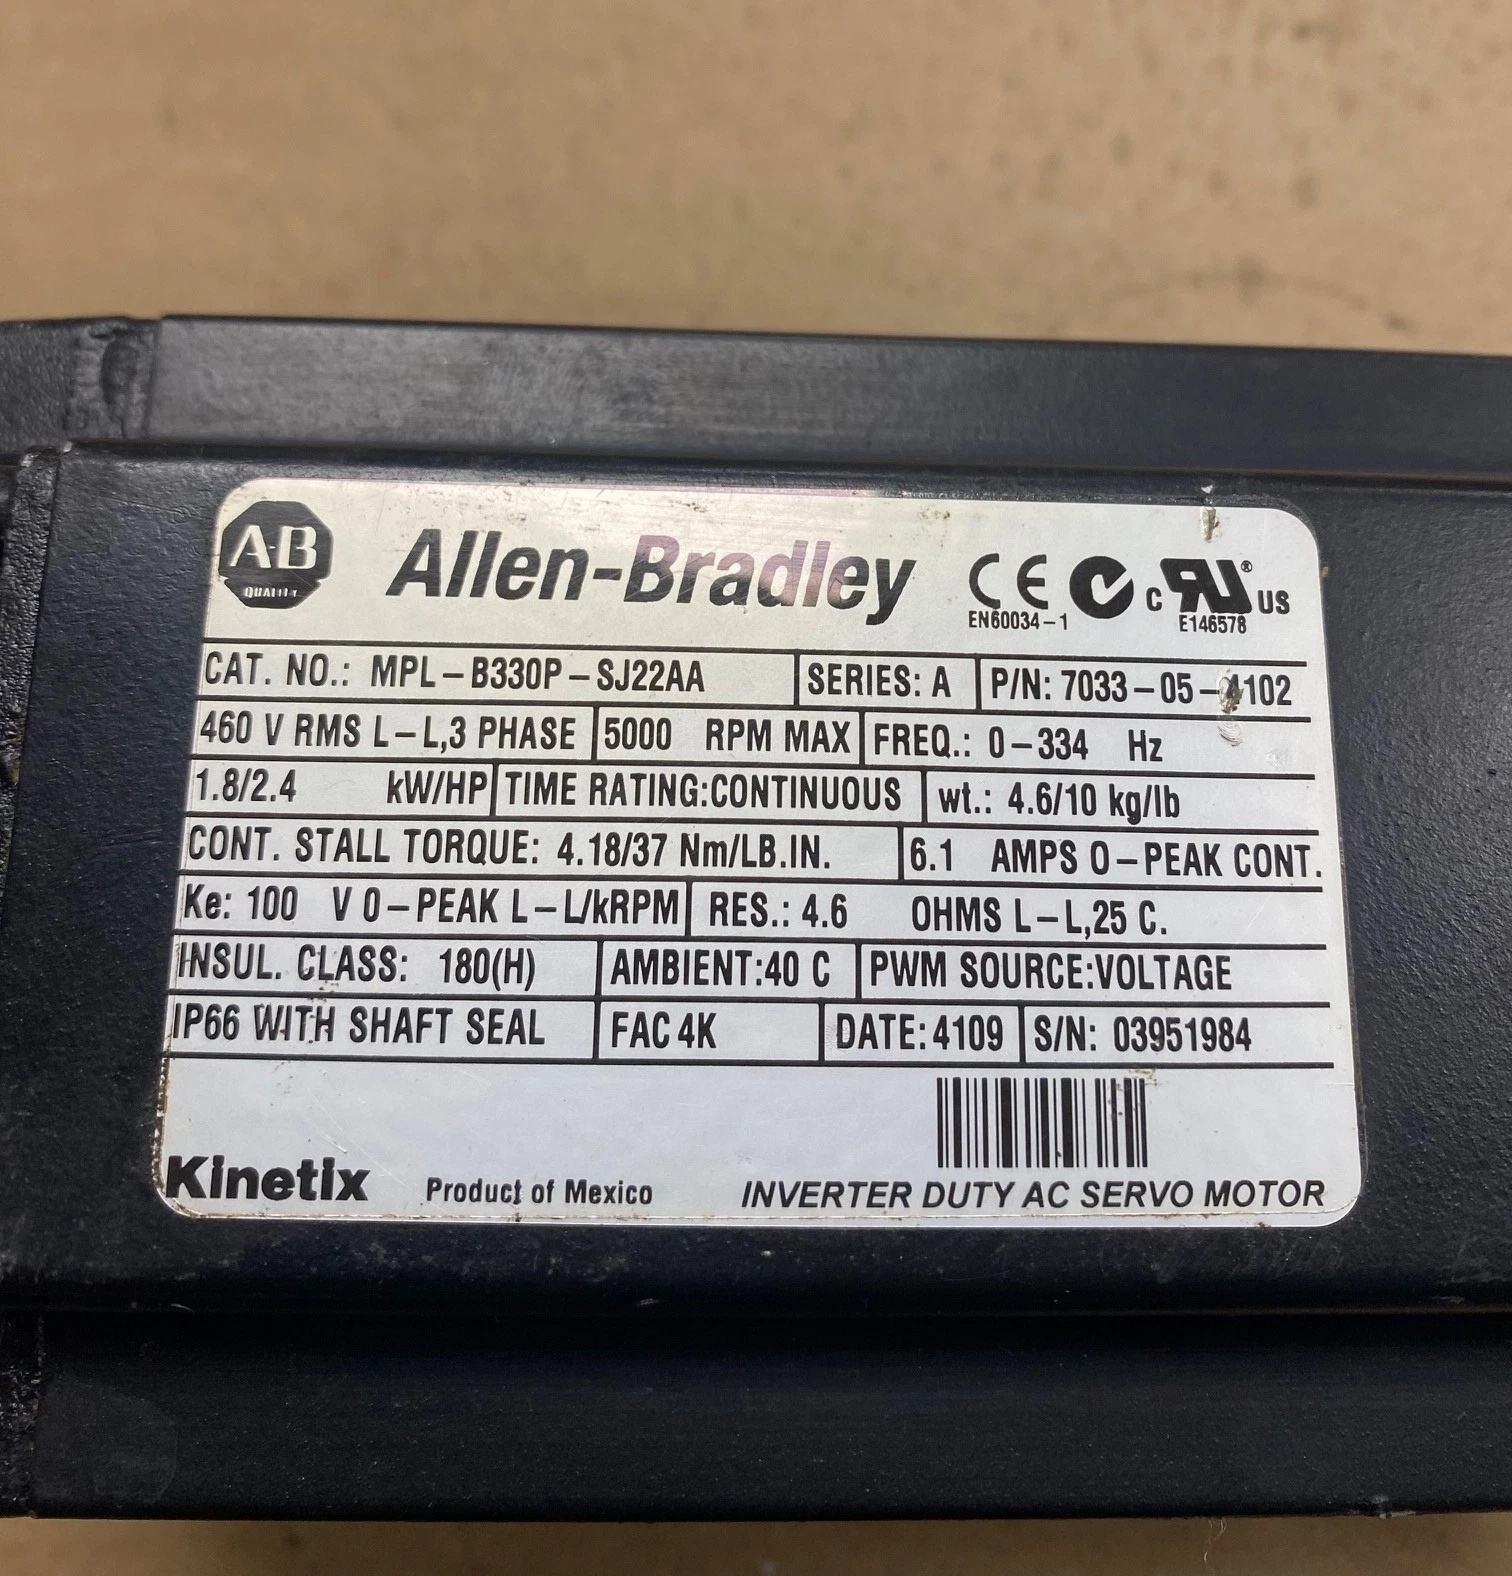 A-B
QUALITY
Allen-Bradley
CE
EN60034-1
C US
®
E146578
CAT. NO.: MPL-B330P-SJ22AA SERIES: A P/N: 7033-05-4102
460 V RMS L-L,3 PHASE 5000 RPM MAX FREQ.: 0-334 Hz
1.8/2.4 kW/HP TIME RATING:CONTINUOUS wt.: 4.6/10 kg/lb
CONT. STALL TORQUE: 4.18/37 Nm/LB.IN. 6.1 AMPS 0-PEAK CONT.
Ke: 100 V 0-PEAK L-L/kRPM RES.: 4.6 OHMS L-L,25 C.
INSUL. CLASS: 180(H) AMBIENT:40 C PWM SOURCE:VOLTAGE
IP66 WITH SHAFT SEAL FAC 4K DATE:4109 S/N: 03951984
Kinetix Product of Mexico INVERTER DUTY AC SERVO MOTOR